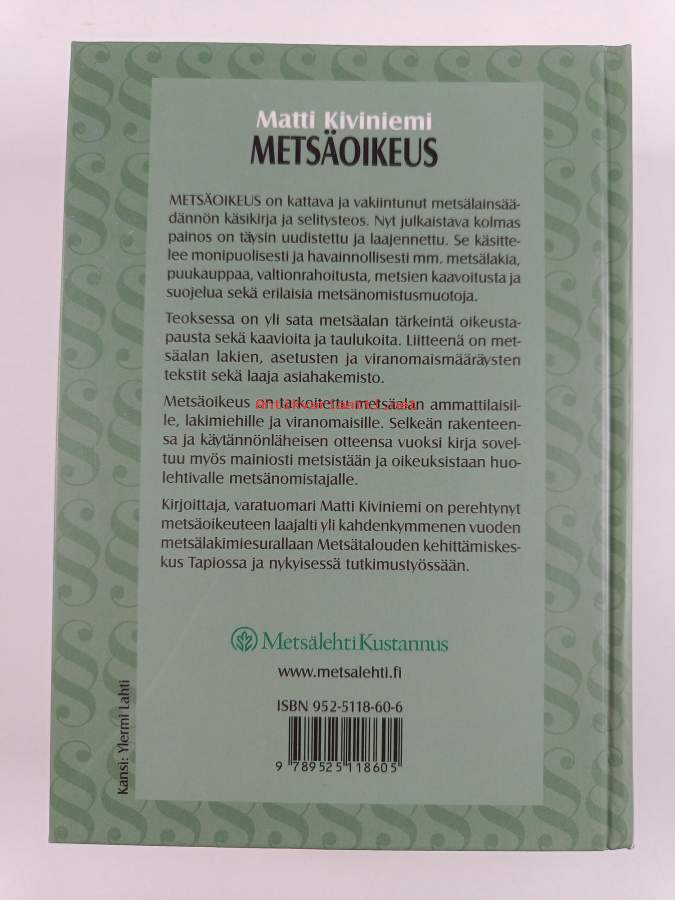 Matti Kiviniemi
METSÄOIKEUS
METSÄOIKEUS on kattava ja vakiintunut metsälainsää-
dännön käsikirja ja selitysteos. Nyt julkaistava kolmas
painos on täysin uudistettu ja laajennettu. Se käsitte-
lee monipuolisesti ja havainnollisesti mm. metsälakia,
puukauppaa, valtionrahoitusta, metsien kaavoitusta ja
suojelua sekä erilaisia metsänomistusmuotoja.
Teoksessa on yli sata metsäalan tärkeintä oikeusta-
pausta sekä kaavioita ja taulukoita. Liitteenä on met-
säalan lakien, asetusten ja viranomaismääräysten
tekstit sekä laaja asiahakemisto.
Metsäoikeus on tarkoitettu metsäalan ammattilaisil-
le, lakimiehille ja viranomaisille. Selkeän rakenteen-
sa ja käytännönläheisen otteensa vuoksi kirja sovel-
tuu myös mainiosti metsistään ja oikeuksistaan huo-
lehtivalle metsänomistajalle.
Kirjoittaja, varatuomari Matti Kiviniemi on perehtynyt
metsäoikeuteen laajalti yli kahdenkymmenen vuoden
metsälakimiesurallaan Metsätalouden kehittämiskes-
kus Tapiossa ja nykyisessä tutkimustyössään.
MetsälehtiKustannus
www.metsalehti.fi
ISBN 952-5118-60-6
9 789525 118605
Kansi: Ylermi Lahti